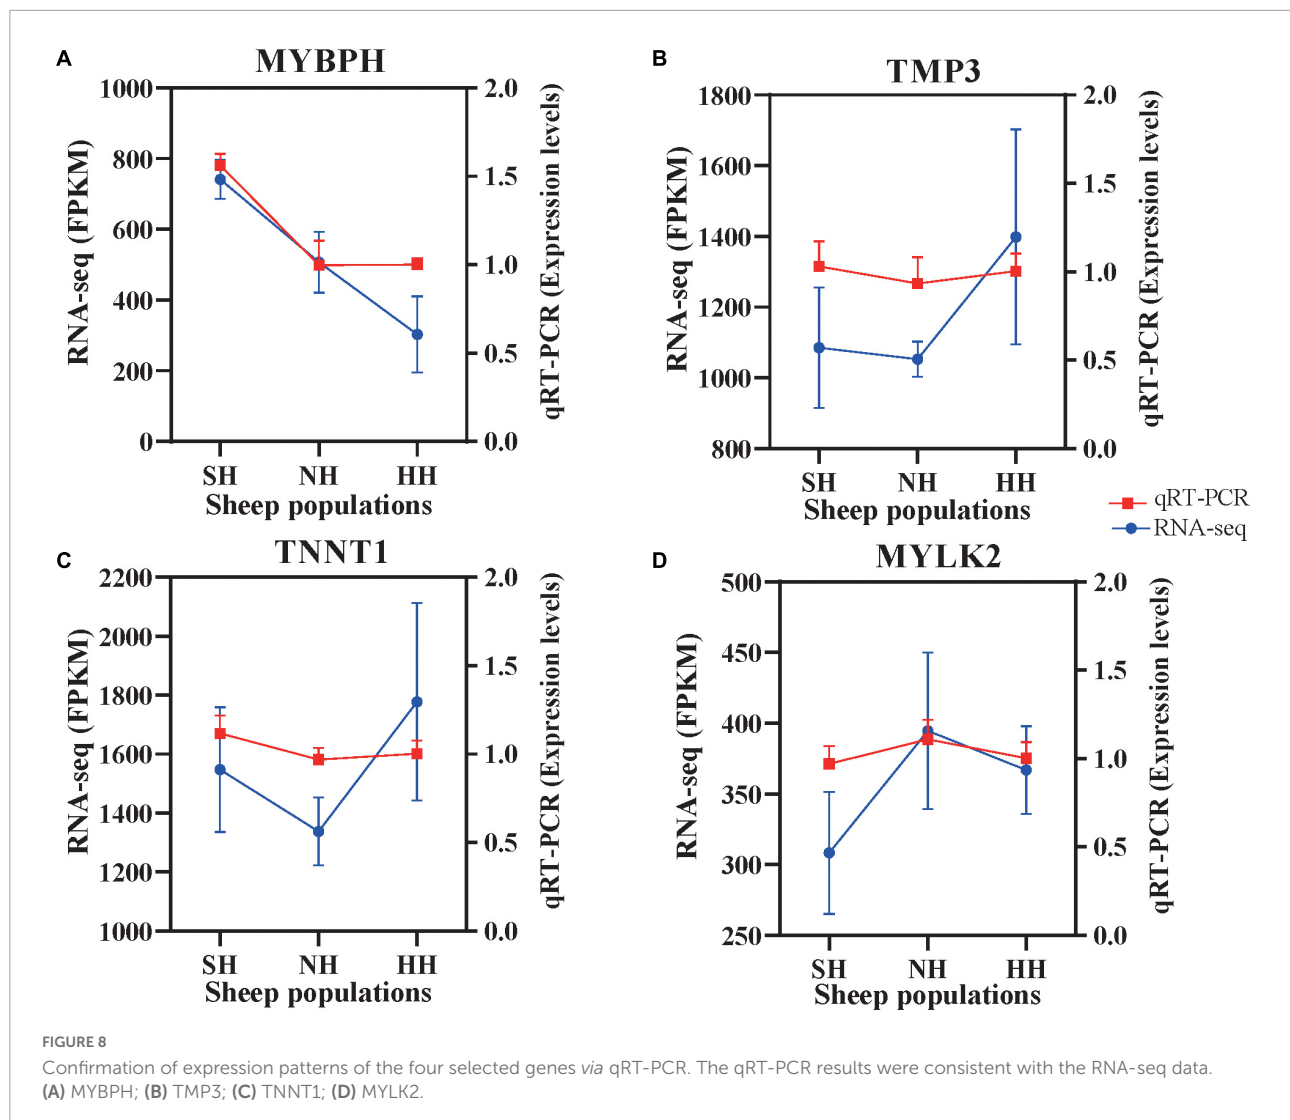 A
MYBPH
1000
800
600
400
200
0
RNA-seq (FPKM)
2.0
1.5
1.0
0.5
0.0
qRT-PCR (Expression levels)
SH NH HH
Sheep populations
B
TMP3
1800
1600
1400
1200
1000
800
RNA-seq (FPKM)
2.0
1.5
1.0
0.5
0.0
qRT-PCR (Expression levels)
SH NH HH
Sheep populations
qRT-PCR
RNA-seq
C
TNNT1
2200
2000
1800
1600
1400
1200
1000
RNA-seq (FPKM)
2.0
1.5
1.0
0.5
0.0
qRT-PCR (Expression levels)
SH NH HH
Sheep populations
D
MYLK2
500
450
400
350
300
250
RNA-seq (FPKM)
2.0
1.5
1.0
0.5
0.0
qRT-PCR (Expression levels)
SH NH HH
Sheep populations
FIGURE 8
Confirmation of expression patterns of the four selected genes via qRT-PCR. The qRT-PCR results were consistent with the RNA-seq data.
(A) MYBPH; (B) TMP3; (C) TNNT1; (D) MYLK2.